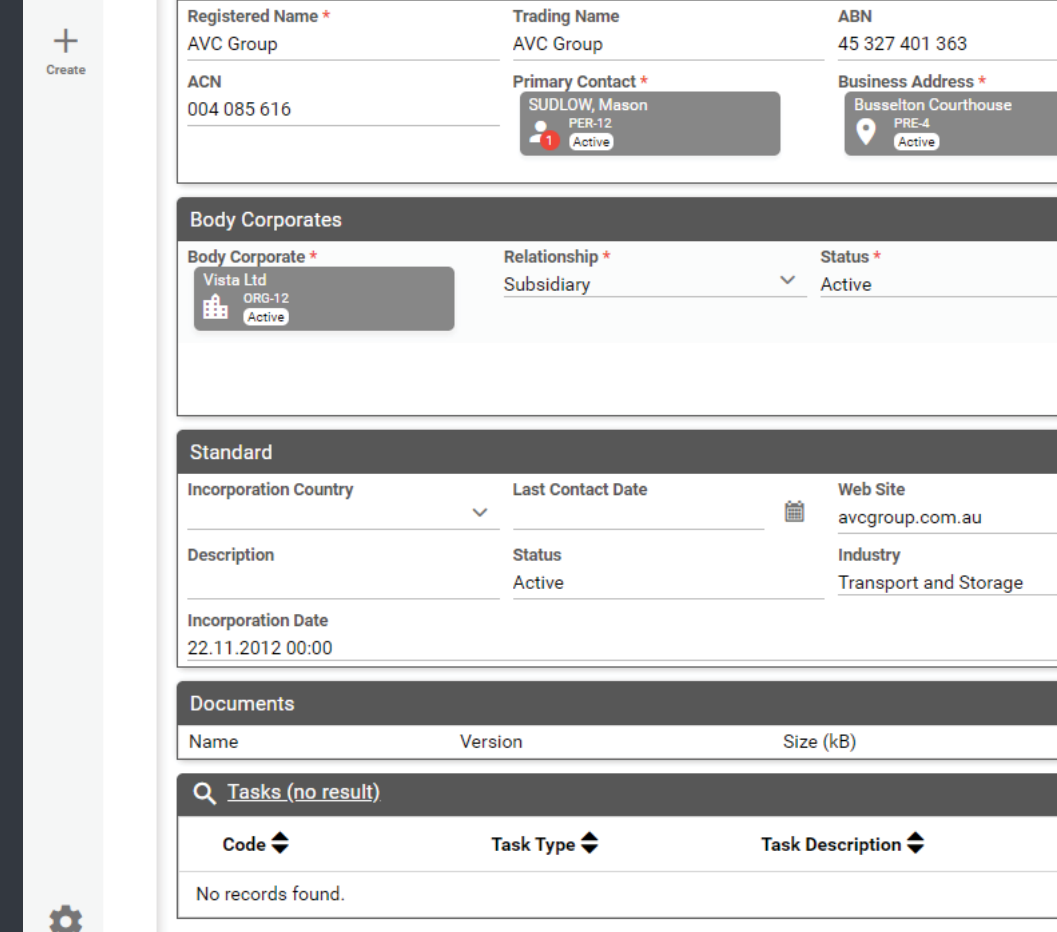 Create
Registered Name * Trading Name ABN
AVC Group AVC Group 45 327 401 363
ACN Primary Contact * Business Address *
004 085 616
SUDLOW, Mason
PER-12
1 Active
Busselton Courthouse
PRE-4
Active
Body Corporates
Body Corporate * Relationship * Status *
Vista Ltd
ORG-12
Active
Subsidiary Active
Standard
Incorporation Country Last Contact Date Web Site
avcgroup.com.au
Description Status Industry
Active Transport and Storage
Incorporation Date
22.11.2012 00:00
Documents
Name Version Size (kB)
Tasks (no result)
Code Task Type Task Description
No records found.